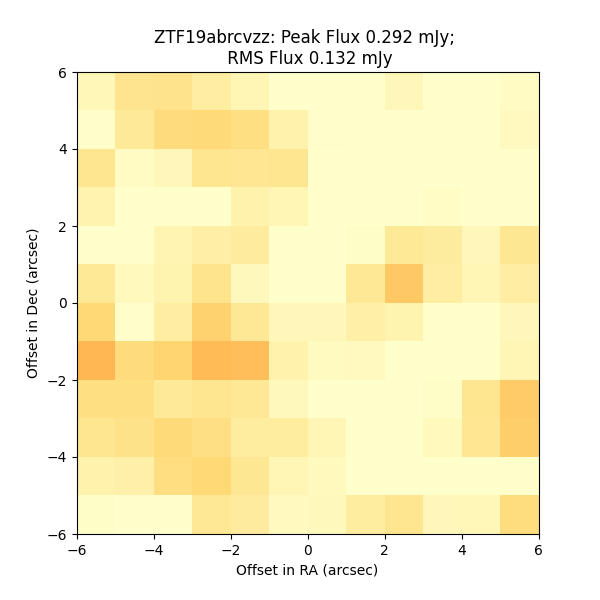 ZTF19abrcvzz: Peak Flux 0.292 mJy;
RMS Flux 0.132 mJy
6
4
2
0
−2
−4
−6
Offset in Dec (arcsec)
−6 −4 −2 0 2 4 6
Offset in RA (arcsec)